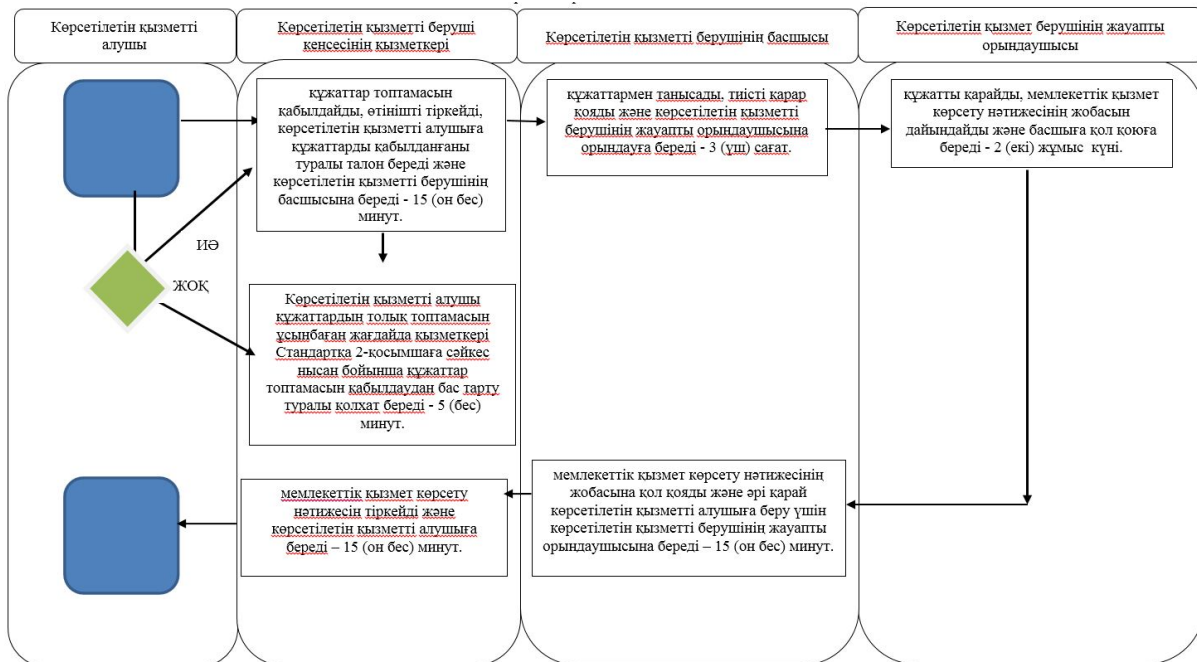 Көрсетілетін қызметті
алушы
Көрсетілетін қызметті беруші
кенсесінің қызметкері
Көрсетілетін қызметті берушінің басшысы
Көрсетілетін қызмет берушінің жауапты
орындаушысы
құжаттар топтамасын
қабылдайды, өтінішті тіркейді,
көрсетілетін қызметті алушыға
құжаттарды қабылданғаны
туралы талон береді және
көрсетілетін қызметті берушінің
басшысына береді - 15 (он бес)
минут.
құжаттармен танысады, тиісті қарар
қояды және көрсетілетін қызметті
берушінің жауапты орындаушысына
орындауға береді - 3 (үш) сағат.
құжатты қарайды, мемлекеттік қызмет
көрсету нәтижесінің жобасын
дайындайды және басшыға қол қоюға
береді - 2 (екі) жұмыс күні.
ИӘ
ЖОҚ
Көрсетілетін қызметті алушы
құжаттардың толық топтамасын
ұсынбаған жағдайда қызметкері
Стандартқа 2-қосымшаға сәйкес
нысан бойынша құжаттар
топтамасын қабылдаудан бас тарту
туралы қолхат береді - 5 (бес)
минут.
мемлекеттік қызмет көрсету
нәтижесін тіркейді және
көрсетілетін қызметті алушыға
береді – 15 (он бес) минут.
мемлекеттік қызмет көрсету нәтижесінің
жобасына қол қояды және әрі қарай
көрсетілетін қызметті алушыға беру үшін
көрсетілетін қызметті берушінің жауапты
орындаушысына береді – 15 (он бес) минут.